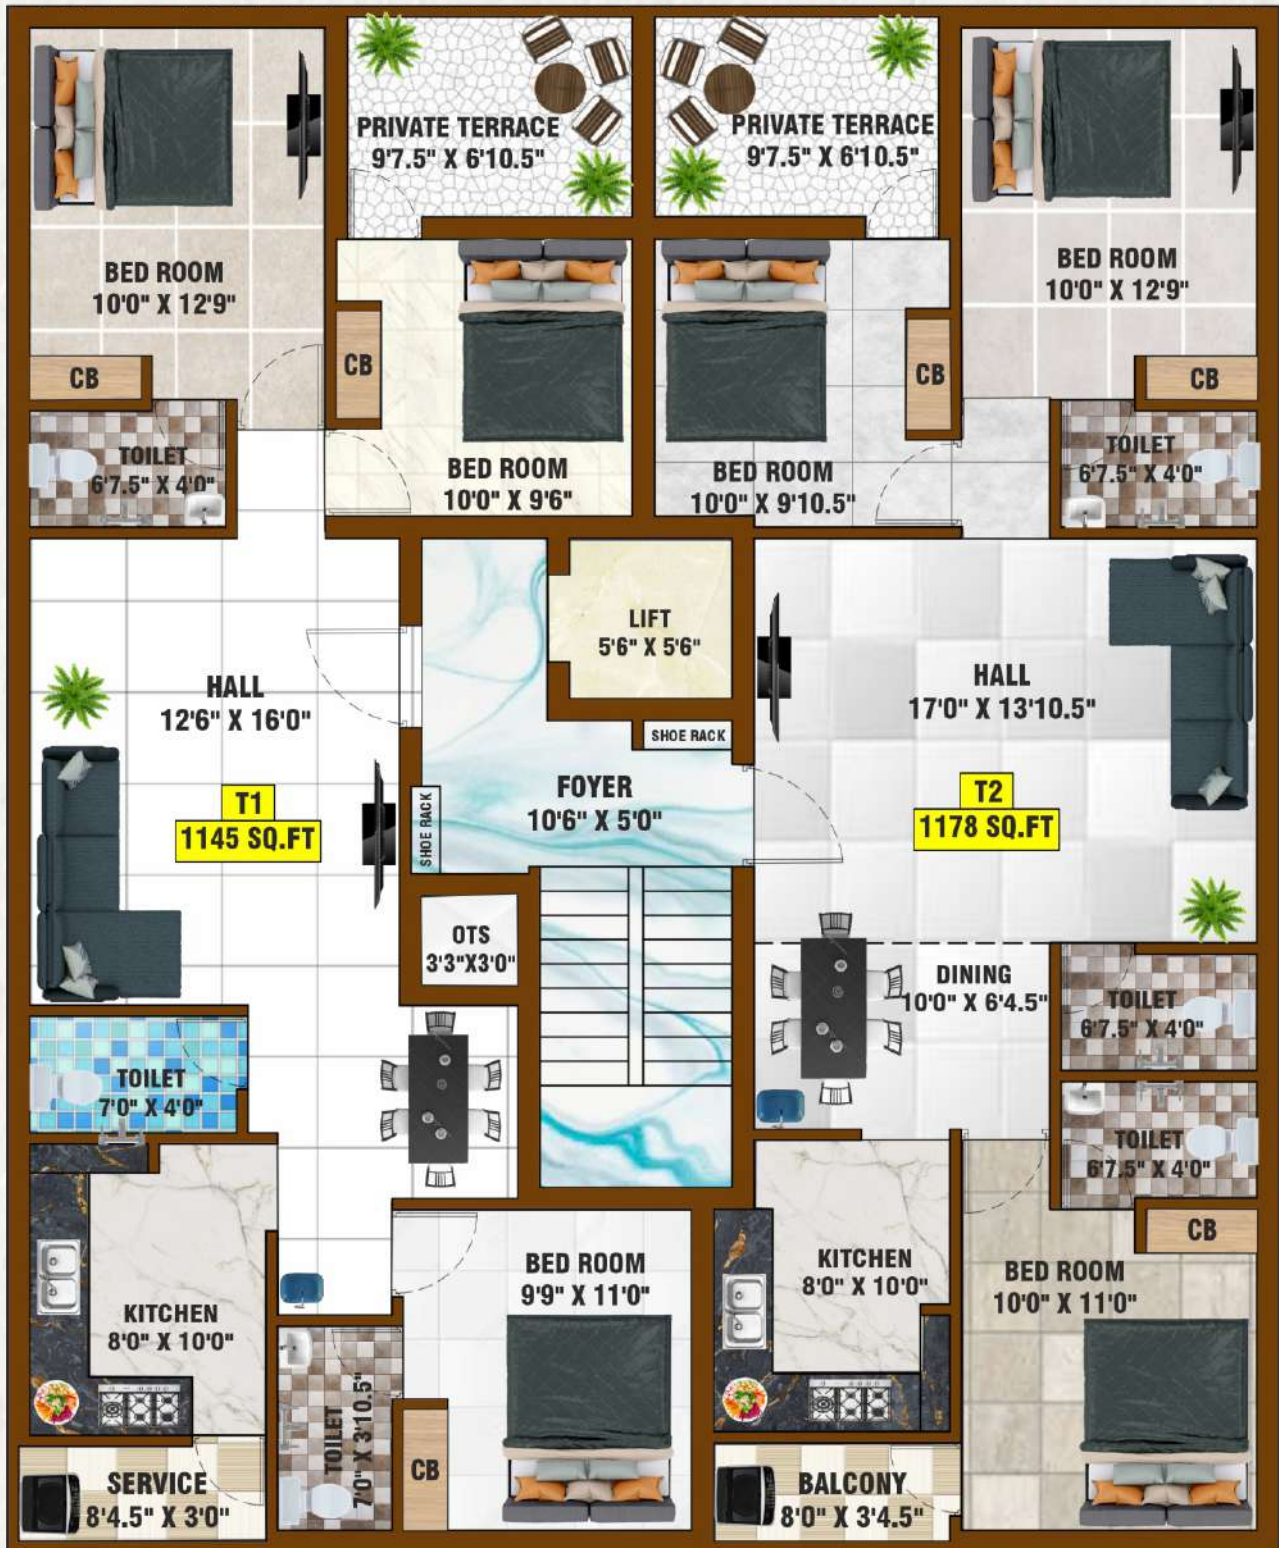 PRIVATE TERRACE
9'7.5" X 6'10.5"
PRIVATE TERRACE
9'7.5" X 6'10.5"
BED ROOM
10'0" X 12'9"
BED ROOM
10'0" X 12'9"
CB
CB
CB
CB
TOILET
6'7.5" X 4'0"
BED ROOM
10'0" X 9'6"
BED ROOM
10'0" X 9'10.5"
TOILET
6'7.5" X 4'0"
LIFT
5'6" X 5'6"
HALL
12'6" X 16'0"
HALL
17'0" X 13'10.5"
SHOE RACK
FOYER
10'6" X 5'0"
SHOE RACK
T1
1145 SQ.FT
T2
1178 SQ.FT
OTS
3'3"X3'0"
DINING
10'0" X 6'4.5"
TOILET
6'7.5" X 4'0"
TOILET
7'0" X 4'0"
TOILET
6'7.5" X 4'0"
CB
KITCHEN
8'0" X 10'0"
BED ROOM
9'9" X 11'0"
KITCHEN
8'0" X 10'0"
BED ROOM
10'0" X 11'0"
TOILET
7'0" X 3'10.5"
CB
SERVICE
8'4.5" X 3'0"
BALCONY
8'0" X 3'4.5"